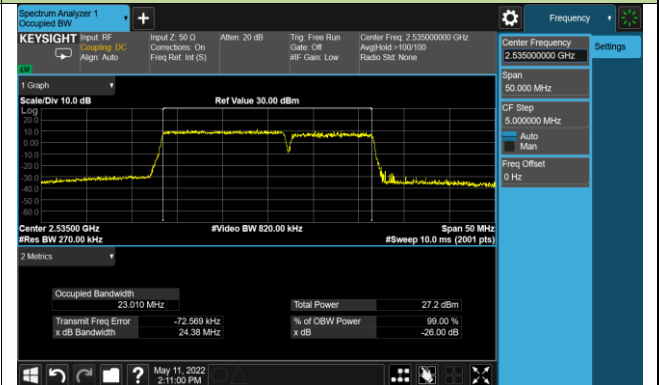 Spectrum Analyzer 1
Occupied BW
+
Frequency
KEYSIGHT
Input: RF
Coupling: DC
Align: Auto
Input Z: 50 Ω
Corrections: On
Freq Ref: Int (S)
Atten: 20 dB
Trig: Free Run
Gate: Off
#IF Gain: Low
Center Freq: 2.535000000 GHz
Avg|Hold:>100/100
Radio Std: None
Center Frequency
2.535000000 GHz
Settings
Span
50.000 MHz
CF Step
5.000000 MHz
Auto
Man
Freq Offset
0 Hz
1 Graph
Scale/Div 10.0 dB
Ref Value 30.00 dBm
Log
20.0
10.0
0.00
-10.0
-20.0
-30.0
-40.0
-50.0
-60.0
Center 2.53500 GHz
#Video BW 820.00 kHz
Span 50 MHz
#Res BW 270.00 kHz
#Sweep 10.0 ms (2001 pts)
2 Metrics
Occupied Bandwidth
23.010 MHz
Total Power
27.2 dBm
Transmit Freq Error
-72.569 kHz
% of OBW Power
99.00 %
x dB Bandwidth
24.38 MHz
x dB
-26.00 dB
?
May 11, 2022
2:11:00 PM